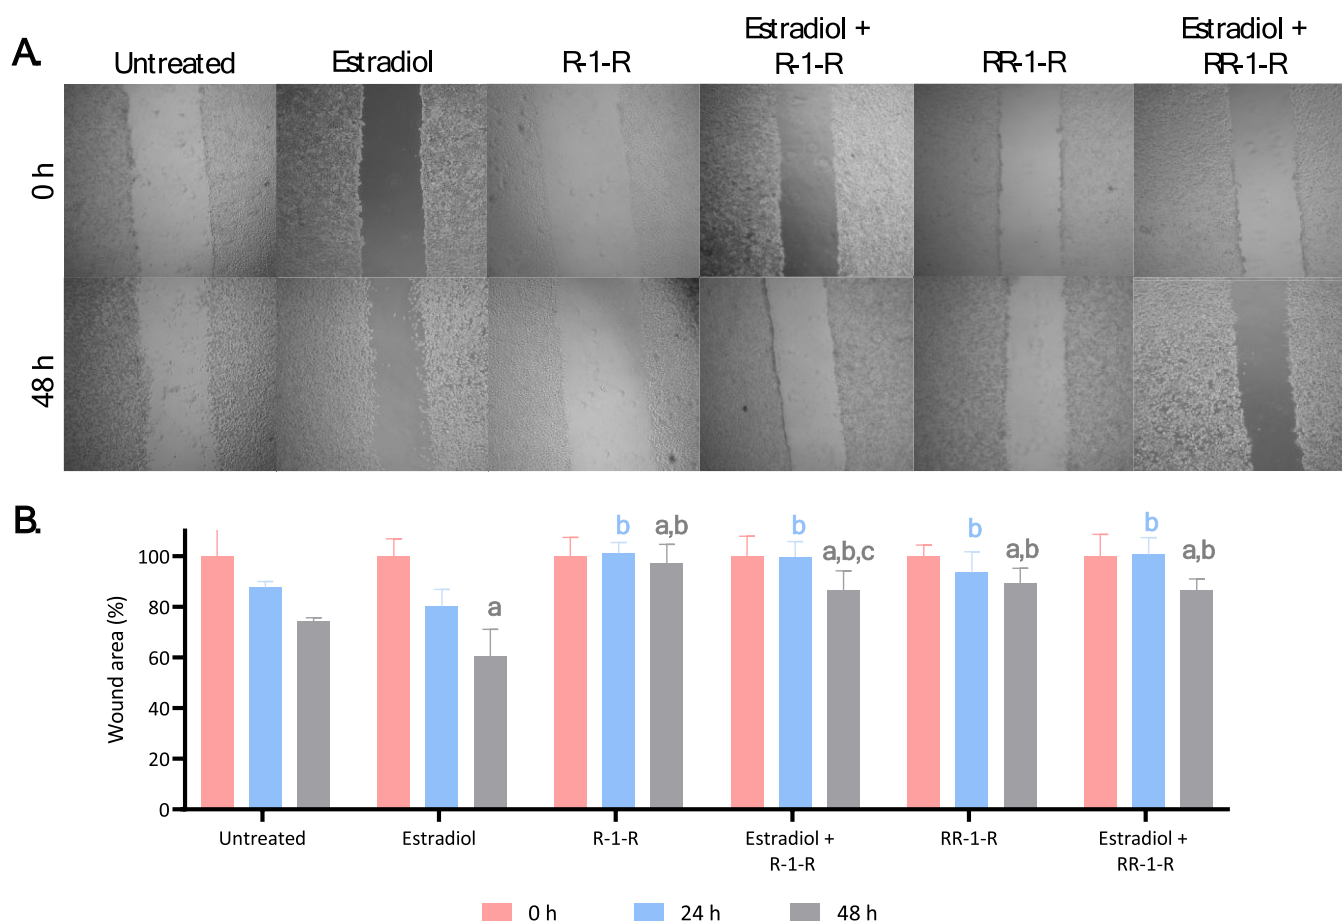 A.
Untreated
Estradiol
R-1-R
Estradiol +
R-1-R
RR-1-R
Estradiol +
RR-1-R
0 h
48 h
B.
Wound area (%)
100
80
60
40
20
0
a
b
a,b
b
a,b,c
b
a,b
b
a,b
Untreated
Estradiol
R-1-R
Estradiol +
R-1-R
RR-1-R
Estradiol +
RR-1-R
0 h
24 h
48 h